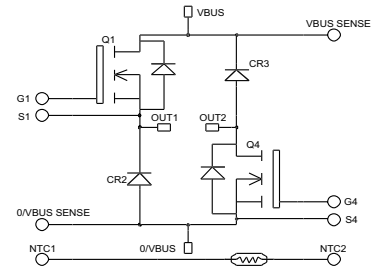 VBUS
VBUS SENSE
Q1
CR3
G1
S1
OUT1
OUT2
Q4
CR2
G4
S4
0/VBUS SENSE
0/VBUS
NTC1
NTC2